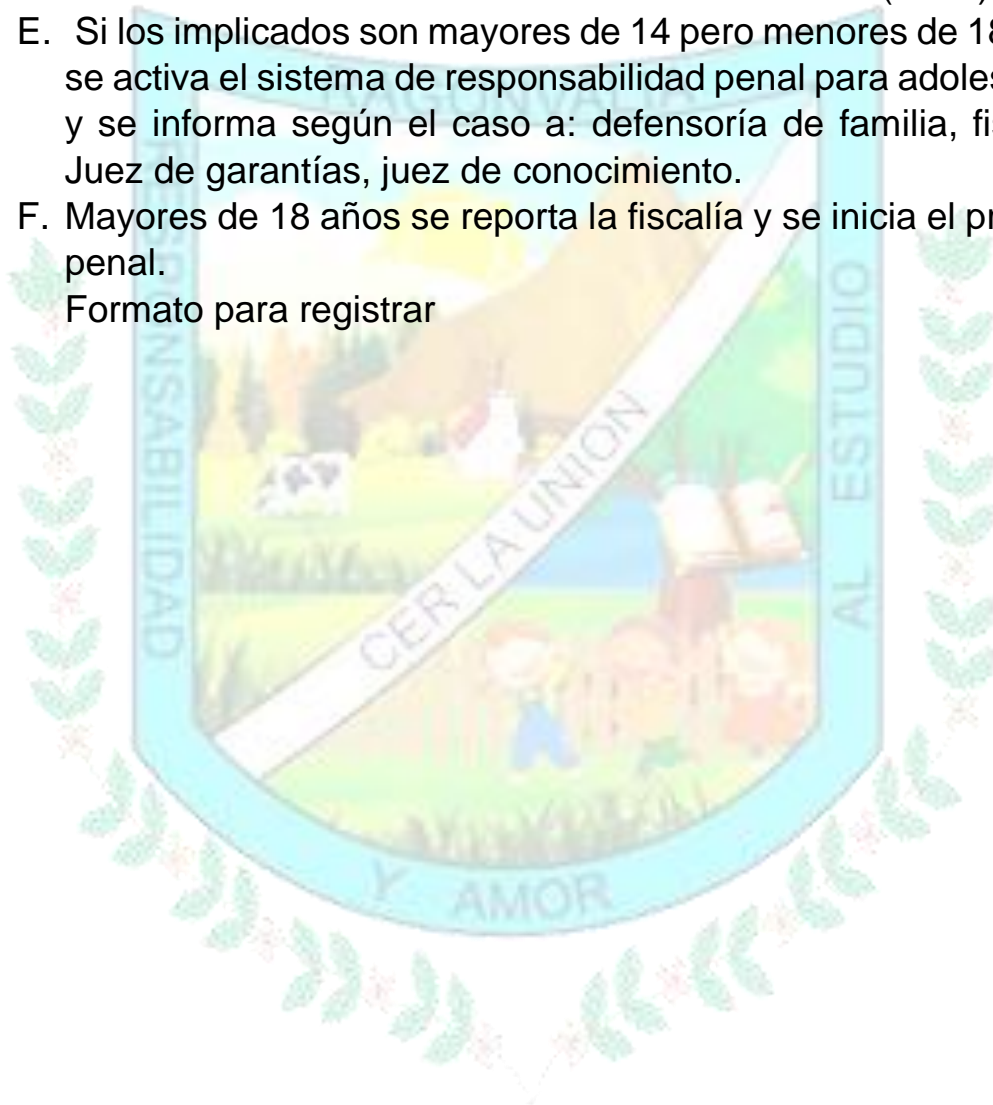 E. Si los implicados son mayores de 14 pero menores de 18
se activa el sistema de responsabilidad penal para
y se informa según el caso a: defensoría de familia,
Juez de garantías, juez de conocimiento.
F. Mayores de 18 años se reporta la fiscalía y se inicia el
penal.
Formato para registrar
RAGONVALIA
RESPONSABILIDAD
CER LA UNION
AL ESTUDIO
Y AMOR